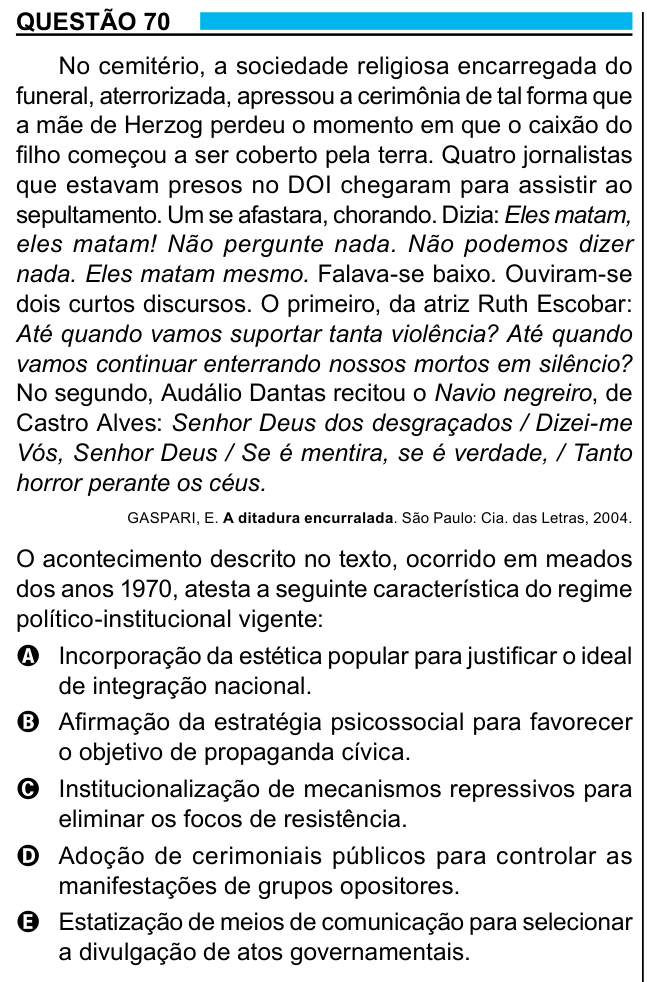 QUESTÃO 70
No cemitério, a sociedade religiosa encarregada do
funeral, aterrorizada, apressou a cerimônia de tal forma que
a mãe de Herzog perdeu o momento em que o caixão do
filho começou a ser coberto pela terra. Quatro jornalistas
que estavam presos no DOI chegaram para assistir ao
sepultamento. Um se afastara, chorando. Dizia: Eles matam,
eles matam! Não pergunte nada. Não podemos dizer
nada. Eles matam mesmo. Falava-se baixo. Ouviram-se
dois curtos discursos. O primeiro, da atriz Ruth Escobar:
Até quando vamos suportar tanta violência? Até quando
vamos continuar enterrando nossos mortos em silêncio?
No segundo, Audálio Dantas recitou o Navio negreiro, de
Castro Alves: Senhor Deus dos desgraçados / Dizei-me
Vós, Senhor Deus / Se é mentira, se é verdade, / Tanto
horror perante os céus.
GASPARI, E. A ditadura encurralada. São Paulo: Cia. das Letras, 2004.
O acontecimento descrito no texto, ocorrido em meados
dos anos 1970, atesta a seguinte característica do regime
político-institucional vigente:
A Incorporação da estética popular para justificar o ideal
de integração nacional.
B Afirmação da estratégia psicossocial para favorecer
o objetivo de propaganda cívica.
C Institucionalização de mecanismos repressivos para
eliminar os focos de resistência.
D Adoção de cerimoniais públicos para controlar as
manifestações de grupos opositores.
E Estatização de meios de comunicação para selecionar
a divulgação de atos governamentais.